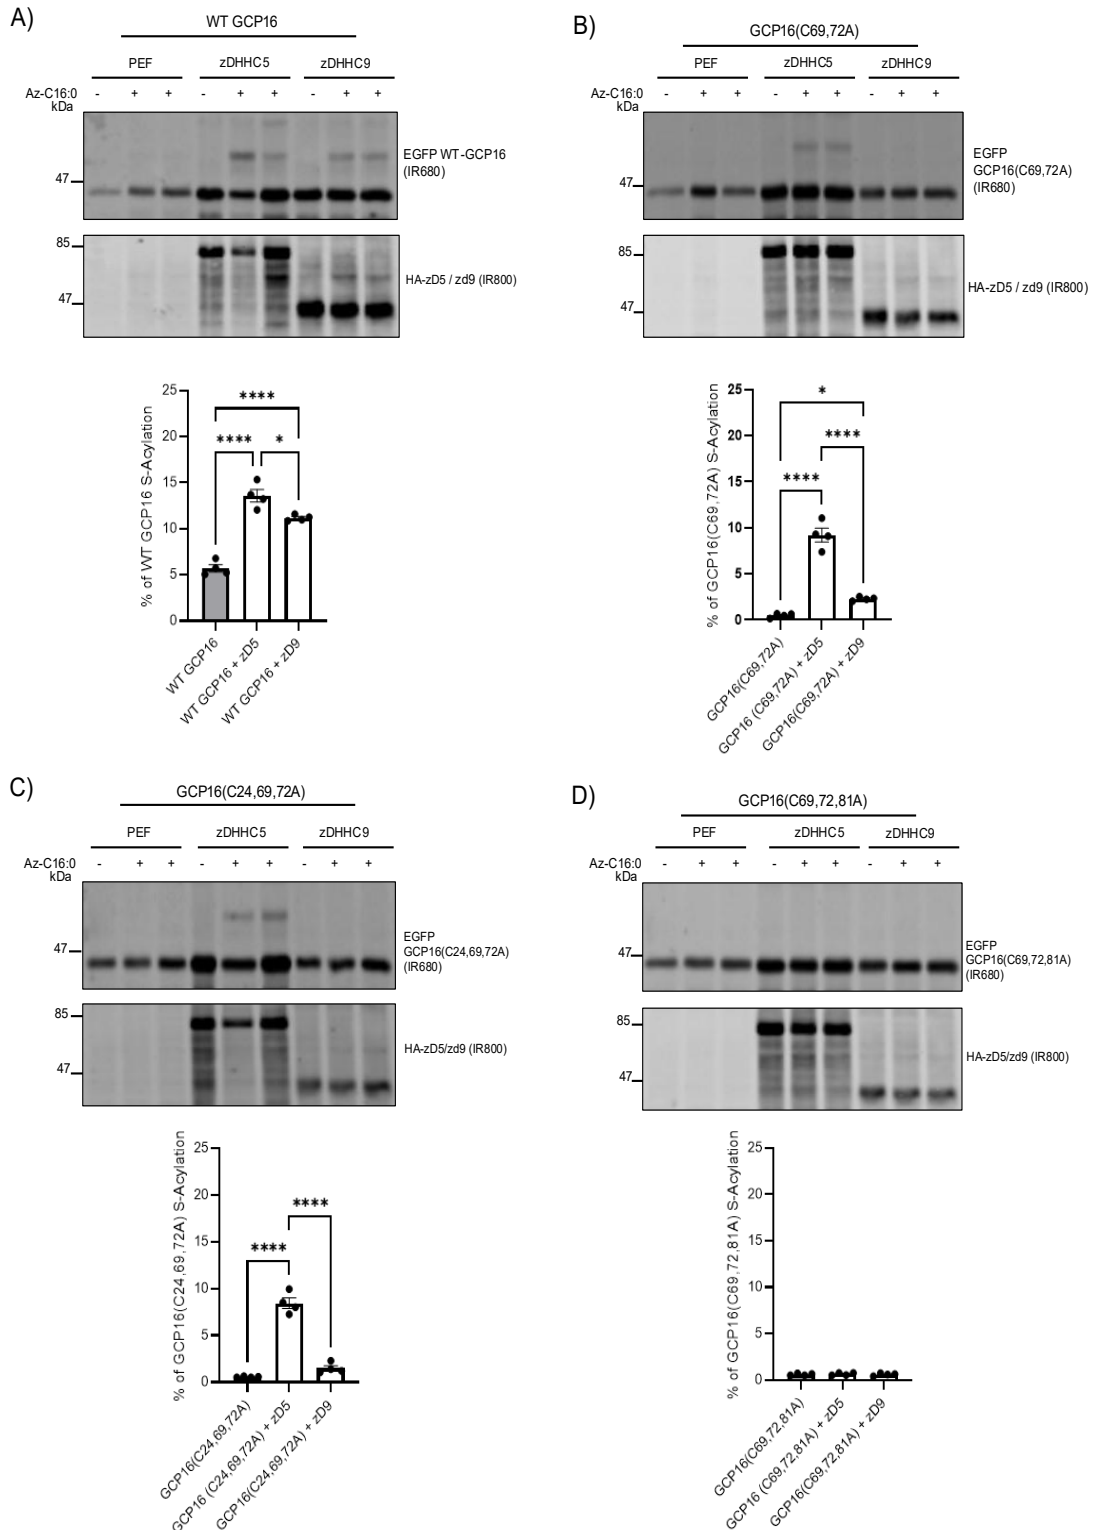 A)
WT GCP16
PEF zDHHC5 zDHHC9
Az-C16:0 - + + - + + - + +
kDa
47
EGFP WT-GCP16
(IR680)
85
47
HA-zD5 / zd9 (IR800)
% of WT GCP16 S-Acylation
25
20
15
10
5
0
****
**** *
WT GCP16
WT GCP16 + zD5
WT GCP16 + zD9
B)
GCP16(C69,72A)
PEF zDHHC5 zDHHC9
Az-C16:0 - + + - + + - + +
kDa
47
EGFP
GCP16(C69,72A)
(IR680)
85
47
HA-zD5 / zd9 (IR800)
% of GCP16(C69,72A) S-Acylation
25
20
15
10
5
0
*
****
****
GCP16(C69,72A)
GCP16 (C69,72A) + zD5
GCP16(C69,72A) + zD9
C)
GCP16(C24,69,72A)
PEF zDHHC5 zDHHC9
Az-C16:0 - + + - + + - + +
kDa
47
EGFP
GCP16(C24,69,72A)
(IR680)
85
47
HA-zD5/zd9 (IR800)
% of GCP16(C24,69,72A) S-Acylation
25
20
15
10
5
0
****
****
GCP16(C24,69,72A)
GCP16 (C24,69,72A) + zD5
GCP16(C24,69,72A) + zD9
D)
GCP16(C69,72,81A)
PEF zDHHC5 zDHHC9
Az-C16:0 - + + - + + - + +
kDa
47
EGFP
GCP16(C69,72,81A)
(IR680)
85
47
HA-zD5/zd9 (IR800)
% of GCP16(C69,72,81A) S-Acylation
25
20
15
10
5
0
GCP16(C69,72,81A)
GCP16 (C69,72,81A) + zD5
GCP16(C69,72,81A) + zD9